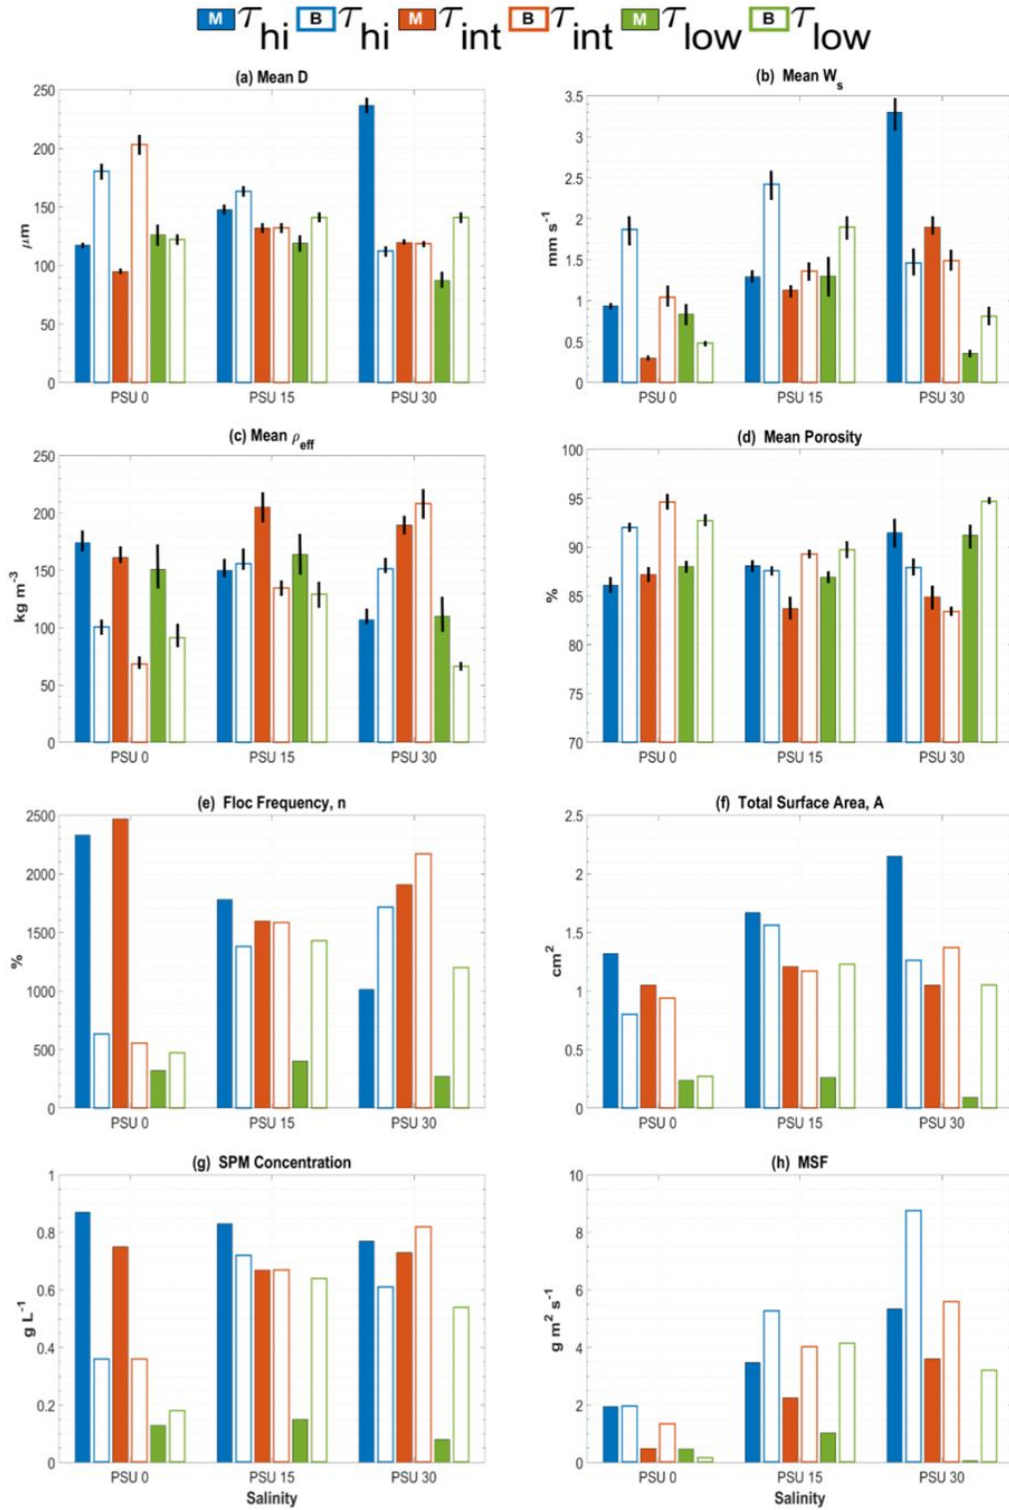 M τhi B τhi M τint B τint M τlow B τlow
(a) Mean D
(b) Mean Ws
250
200
150
100
50
0
μm
PSU 0 PSU 15 PSU 30
3.5
3
2.5
2
1.5
1
0.5
0
mm s-1
PSU 0 PSU 15 PSU 30
(c) Mean ρeff
(d) Mean Porosity
250
200
150
100
50
0
kg m-3
PSU 0 PSU 15 PSU 30
100
95
90
85
80
75
70
%
PSU 0 PSU 15 PSU 30
(e) Floc Frequency, n
(f) Total Surface Area, A
2500
2000
1500
1000
500
0
%
PSU 0 PSU 15 PSU 30
2.5
2
1.5
1
0.5
0
cm2
PSU 0 PSU 15 PSU 30
(g) SPM Concentration
(h) MSF
1
0.8
0.6
0.4
0.2
0
g L-1
PSU 0 PSU 15 PSU 30
Salinity
10
8
6
4
2
0
g m2 s-1
PSU 0 PSU 15 PSU 30
Salinity